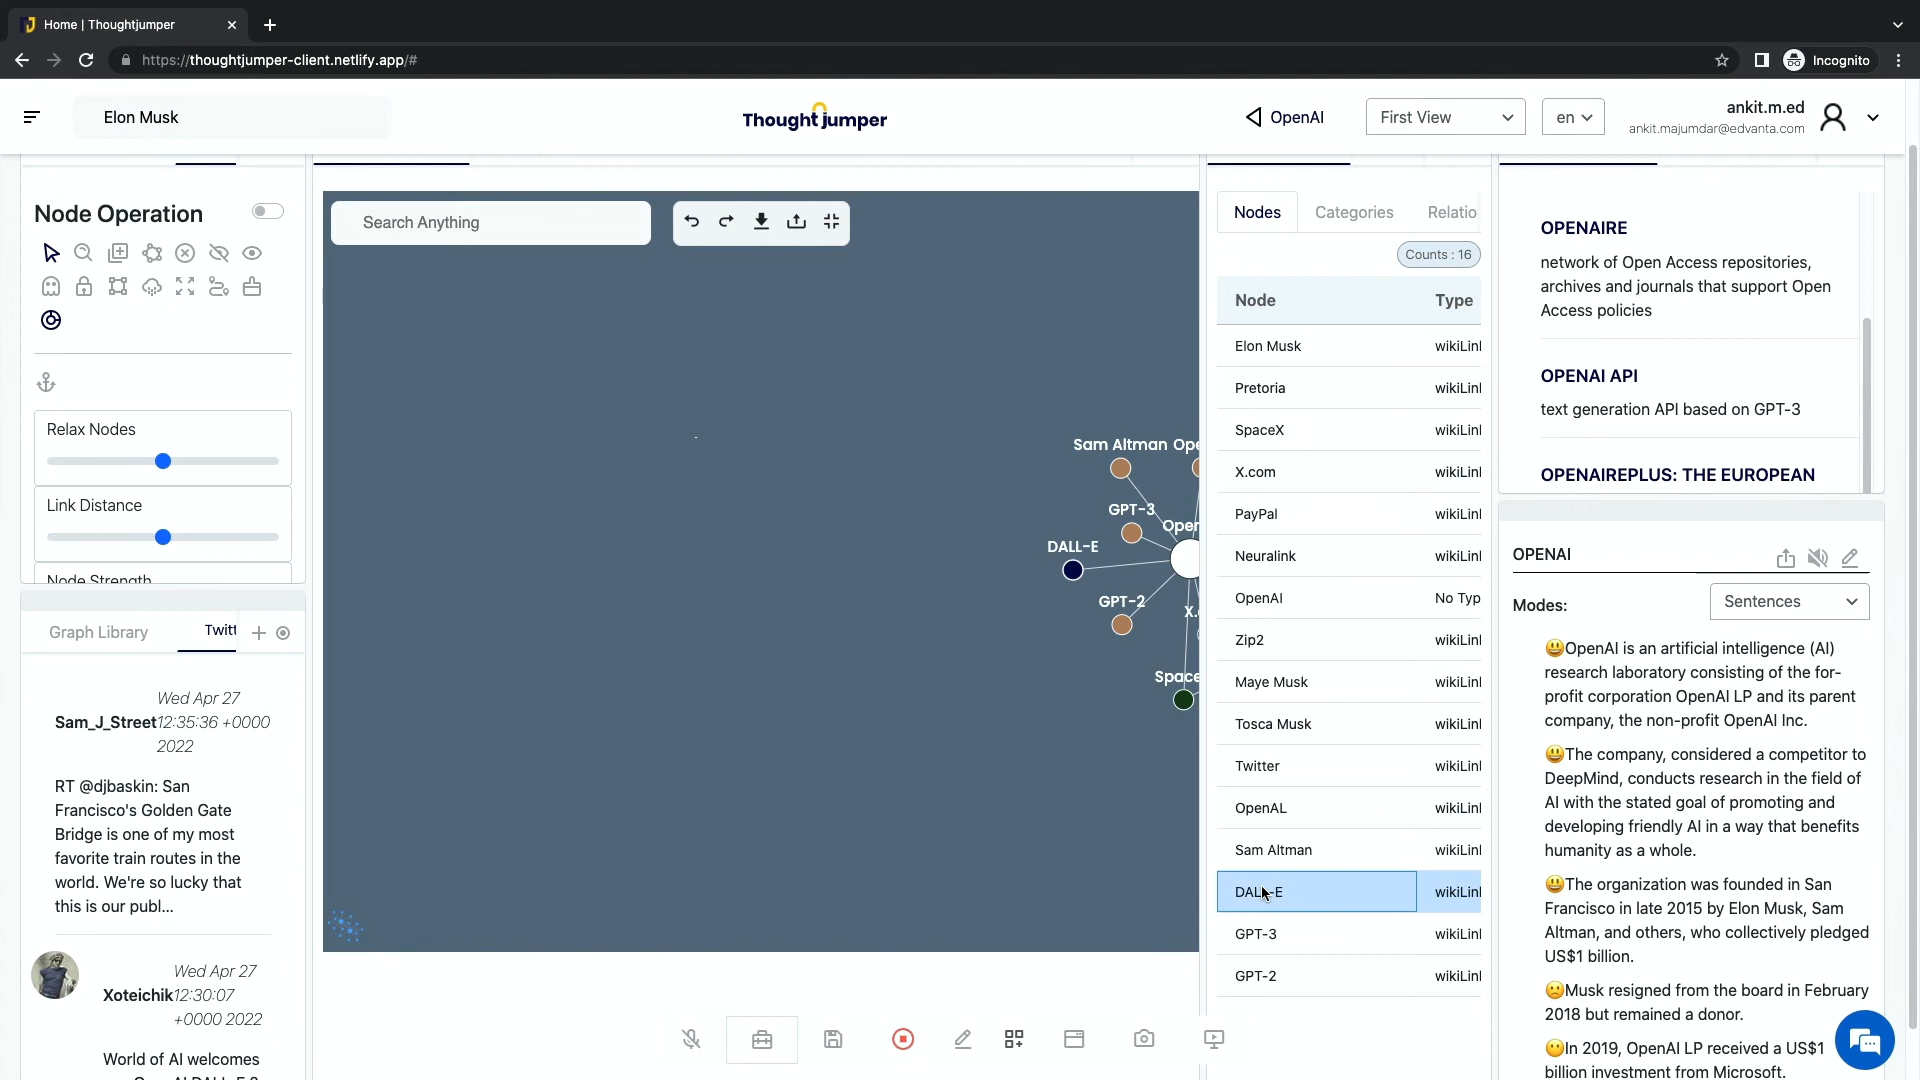 Home | Thoughtjumper
https://thoughtjumper-client.netlify.app/#
Incognito
Elon Musk
Thought jumper
OpenAI
First View
en
ankit.m.ed
ankit.majumdar@edvanta.com
Node Operation
Relax Nodes
Link Distance
Node Strength
Graph Library
Twitt
Wed Apr 27
Sam_J_Street12:35:36 +0000
2022
RT @djbaskin: San
Francisco's Golden Gate
Bridge is one of my most
favorite train routes in the
world. We're so lucky that
this is our publ...
Wed Apr 27
Xoteichik12:30:07
+0000 2022
World of AI welcomes
Search Anything
Sam Altman Ope
GPT-3
Open
DALL-E
GPT-2
X.
Space
Nodes
Categories
Relatio
Counts : 16
Node Type
Elon Musk wikiLinl
Pretoria wikiLinl
SpaceX wikiLinl
X.com wikiLinl
PayPal wikiLinl
Neuralink wikiLinl
OpenAI No Typ
Zip2 wikiLinl
Maye Musk wikiLinl
Tosca Musk wikiLinl
Twitter wikiLinl
OpenAL wikiLinl
Sam Altman wikiLinl
DALL-E wikiLinl
GPT-3 wikiLinl
GPT-2 wikiLinl
OPENAIRE
network of Open Access repositories,
archives and journals that support Open
Access policies
OPENAI API
text generation API based on GPT-3
OPENAIREPLUS: THE EUROPEAN
OPENAI
Modes:
Sentences
😃OpenAI is an artificial intelligence (AI)
research laboratory consisting of the for-
profit corporation OpenAI LP and its parent
company, the non-profit OpenAI Inc.
😃The company, considered a competitor to
DeepMind, conducts research in the field of
AI with the stated goal of promoting and
developing friendly AI in a way that benefits
humanity as a whole.
😃The organization was founded in San
Francisco in late 2015 by Elon Musk, Sam
Altman, and others, who collectively pledged
US$1 billion.
🙁Musk resigned from the board in February
2018 but remained a donor.
😶In 2019, OpenAI LP received a US$1
billion investment from Microsoft.